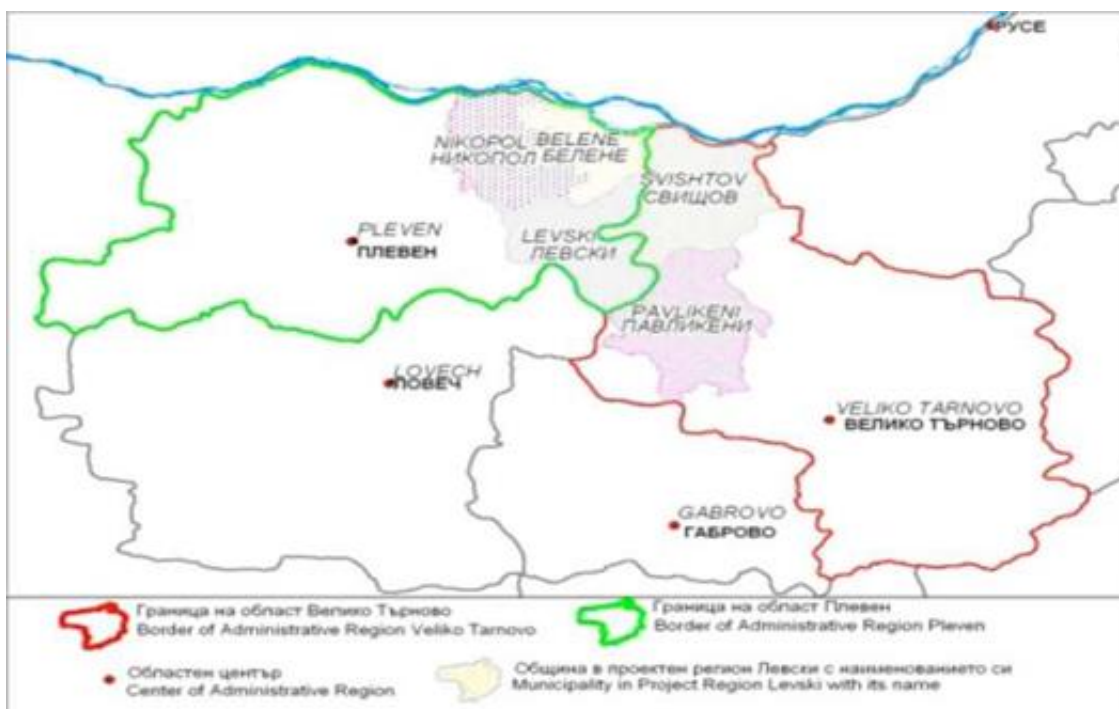 РУСЕ
NIKOPOL
НИКОПОЛ
BELENE
БЕЛЕНЕ
SVISHTOV
СВИЩОВ
PLEVEN
ПЛЕВЕН
LEVSKI
ЛЕВСКИ
PAVLIKENI
ПАВЛИКЕНИ
LOVECH
ЛОВЕЧ
VELIKO TARNOVO
ВЕЛИКО ТЪРНОВО
GABROVO
ГАБРОВО
Граница на област Велико Търново
Border of Administrative Region Veliko Tarnovo
Граница на област Плевен
Border of Administrative Region Pleven
Областен център
Center of Administrative Region
Община в проектен регион Левски с наименованието си
Municipality in Project Region Levski with its name